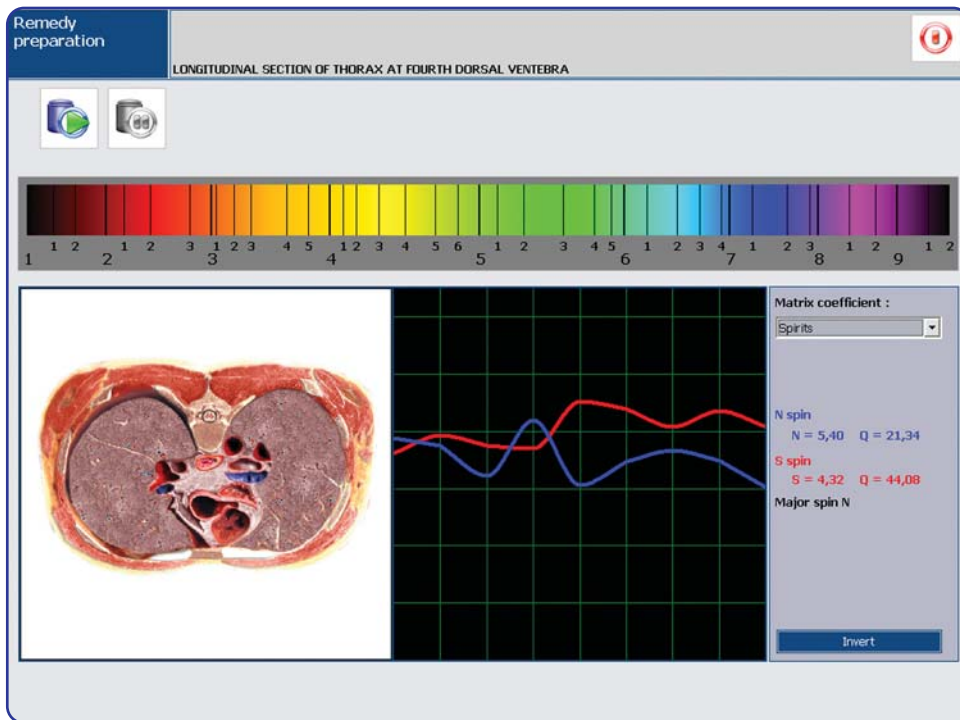 Remedy
preparation
LONGITUDINAL SECTION OF THORAX AT FOURTH DORSAL VENTEBRA
1 2 1 2 3 1 2 3 4 5 1 2 3 4 5 6 1 2 3 4 5 1 2 3 4 1 2 3 1 2 1 2
1 2 3 4 5 6 7 8 9
Matrix coefficient :
Spirits
N spin
N = 5,40 Q = 21,34
S spin
S = 4,32 Q = 44,08
Major spin N
Invert